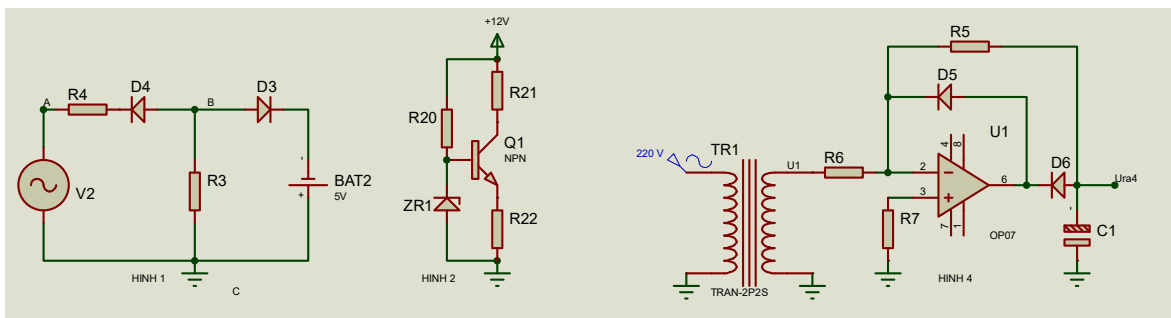 A
R4
D4
B
D3
V2
R3
-
BAT2
+
5V
HINH 1
C
+12V
R20
R21
Q1
NPN
ZR1
R22
HINH 2
220 V
TR1
U1
TRAN-2P2S
R6
R5
D5
U1
4
8
2
3
6
7
1
OP07
R7
D6
Ura4
-
C1
HINH 4